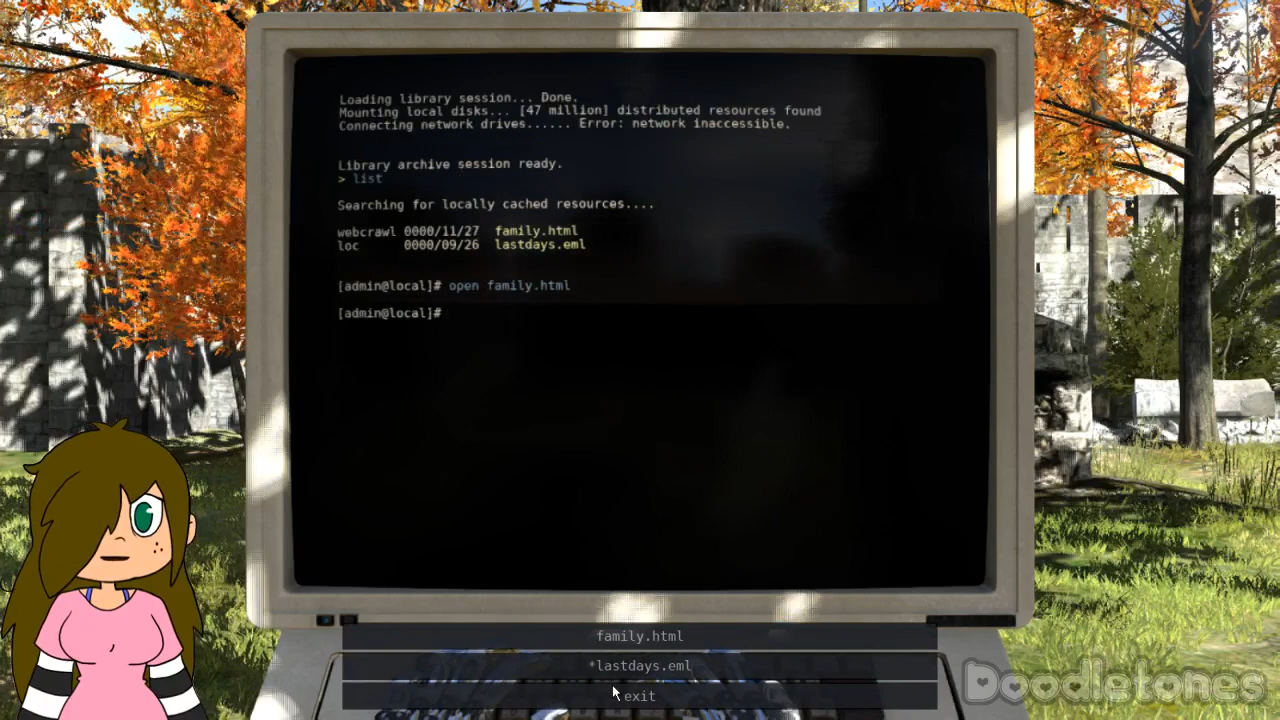 Loading library session... Done.
Mounting local disks... [47 million] distributed resources found
Connecting network drives...... Error: network inaccessible.
Library archive session ready.
> list
Searching for locally cached resources....
webcrawl 0000/11/27 family.html
loc 0000/09/26 lastdays.eml
[admin@local]# open family.html
[admin@local]#
family.html
*lastdays.eml
exit
Doodletones